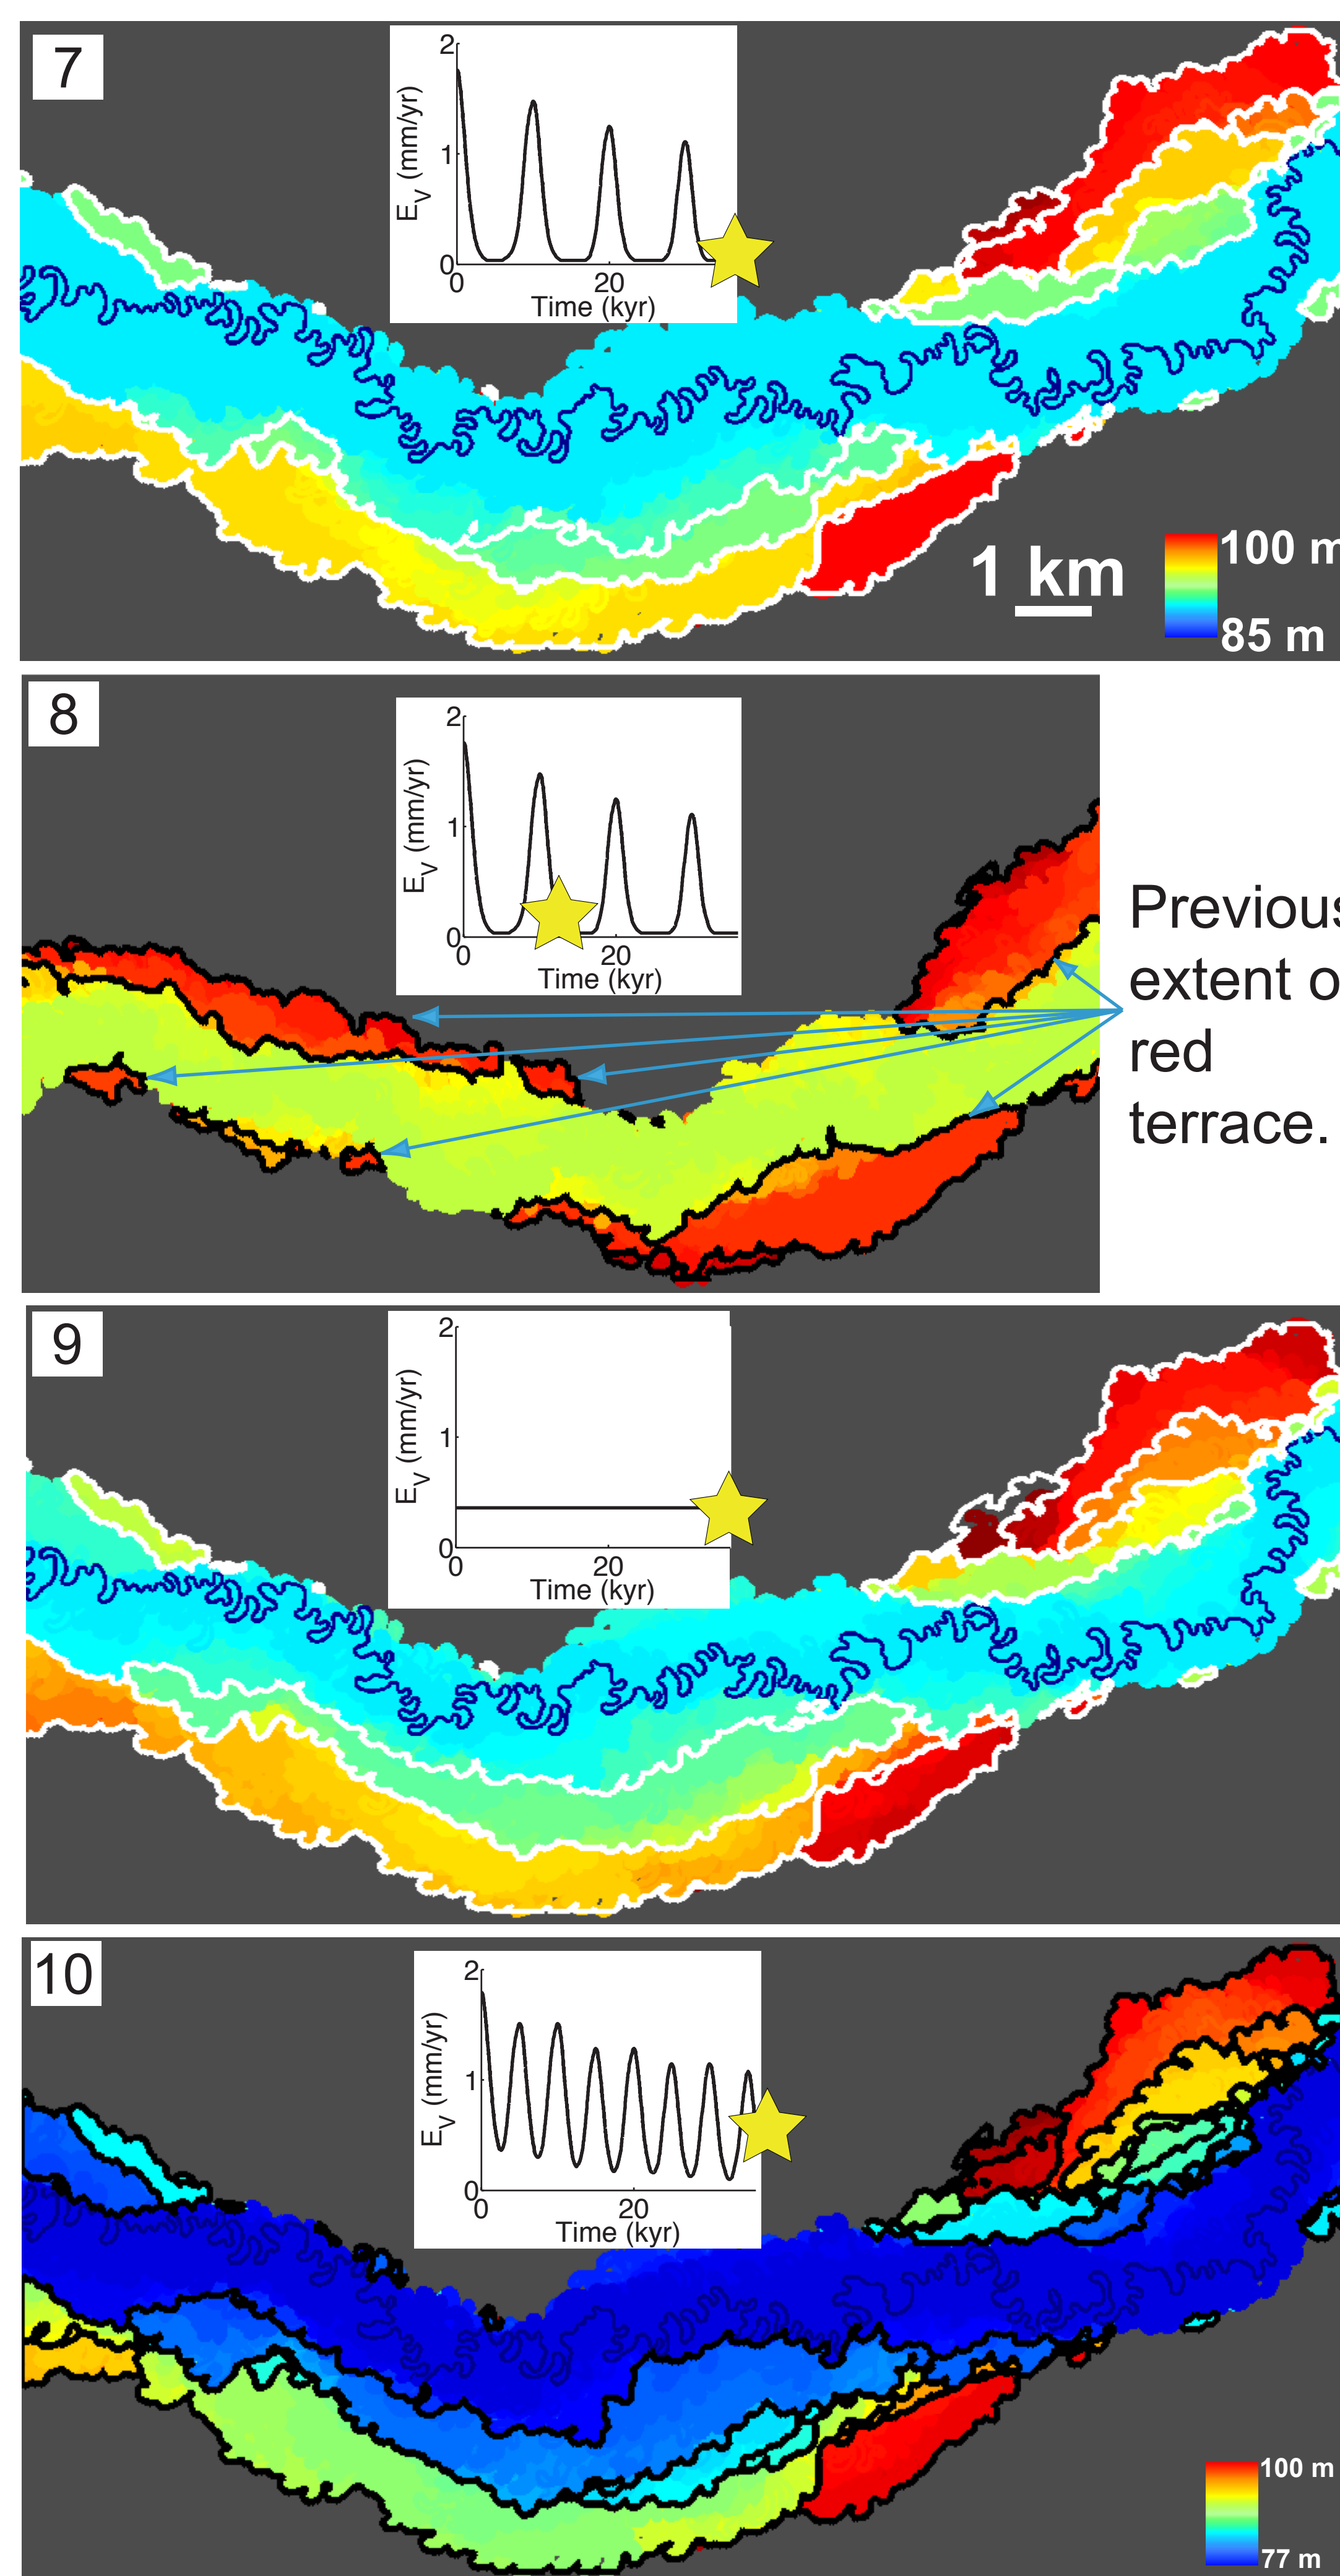 7
2
1
0
E_V (mm/yr)
0 20
Time (kyr)
1 km
100 m
85 m
8
2
1
0
E_V (mm/yr)
0 20
Time (kyr)
Previous
extent o
red
terrace.
9
2
1
0
E_V (mm/yr)
0 20
Time (kyr)
10
2
1
0
E_V (mm/yr)
0 20
Time (kyr)
100 m
77 m